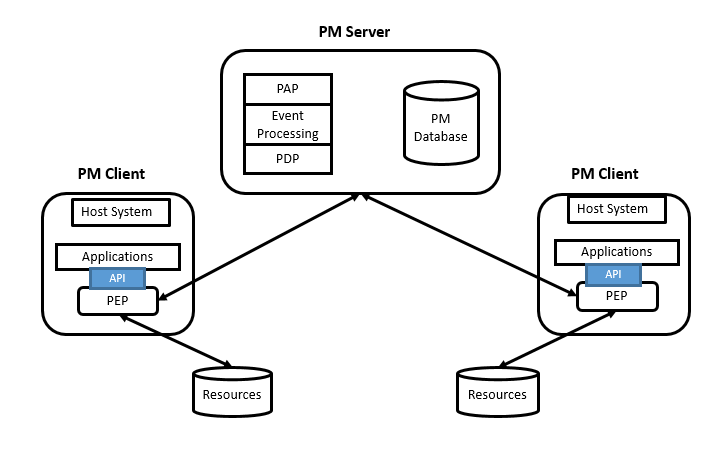 PM Server
PAP
Event
Processing
PDP
PM
Database
PM Client
Host System
Applications
API
PEP
Resources
PM Client
Host System
Applications
API
PEP
Resources